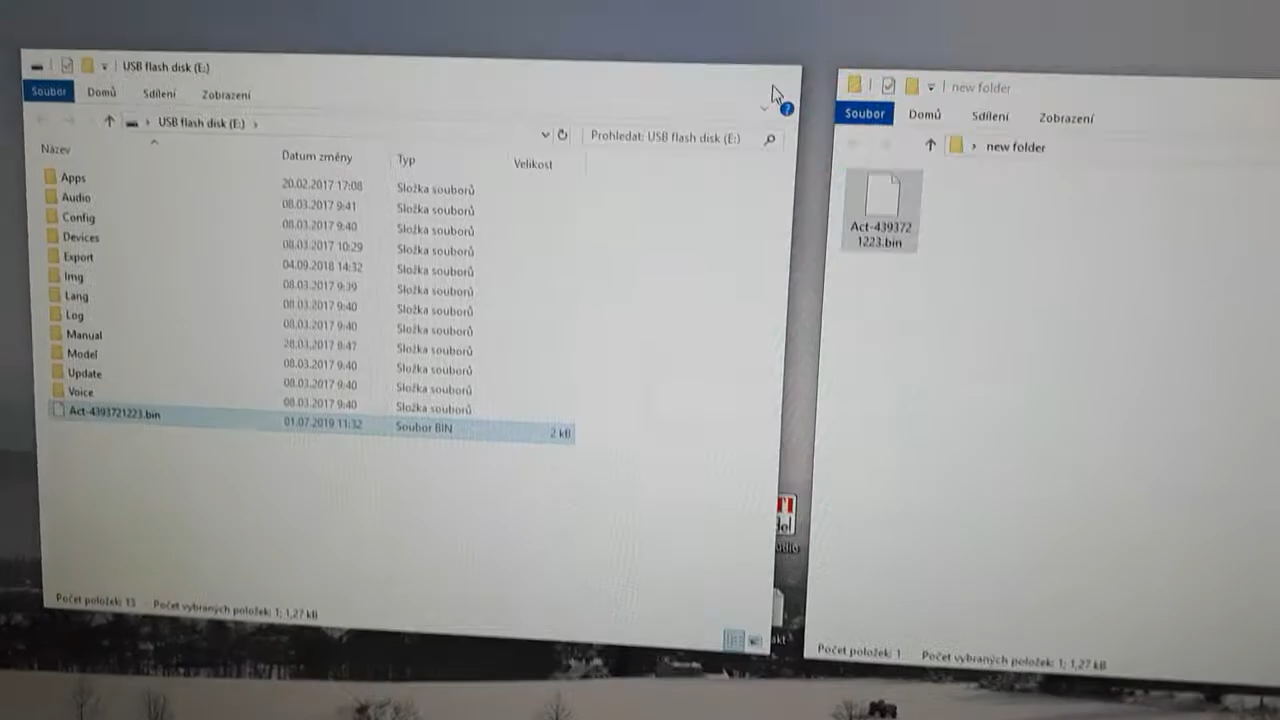 USB flash disk (E:)
Soubor Domů Sdílení Zobrazení
USB flash disk (E:)
Prohledat: USB flash disk (E:)
Název Datum změny Typ Velikost
Apps 20.02.2017 17:08 Složka souborů
Audio 08.03.2017 9:41 Složka souborů
Config 08.03.2017 9:40 Složka souborů
Devices 08.03.2017 10:29 Složka souborů
Export 04.09.2018 14:32 Složka souborů
Img 08.03.2017 9:39 Složka souborů
Lang 08.03.2017 9:40 Složka souborů
Log 08.03.2017 9:40 Složka souborů
Manual 28.03.2017 8:47 Složka souborů
Model 08.03.2017 9:40 Složka souborů
Update 08.03.2017 9:40 Složka souborů
Voice 08.03.2017 9:40 Složka souborů
Act-4393721223.bin 01.07.2019 11:32 Soubor BIN 2 kB
Počet položek: 13 Počet vybraných položek: 1; 1,27 kB
new folder
Soubor Domů Sdílení Zobrazení
new folder
Act-439372
1223.bin
Počet položek: 1 Počet vybraných položek: 1; 1,27 kB